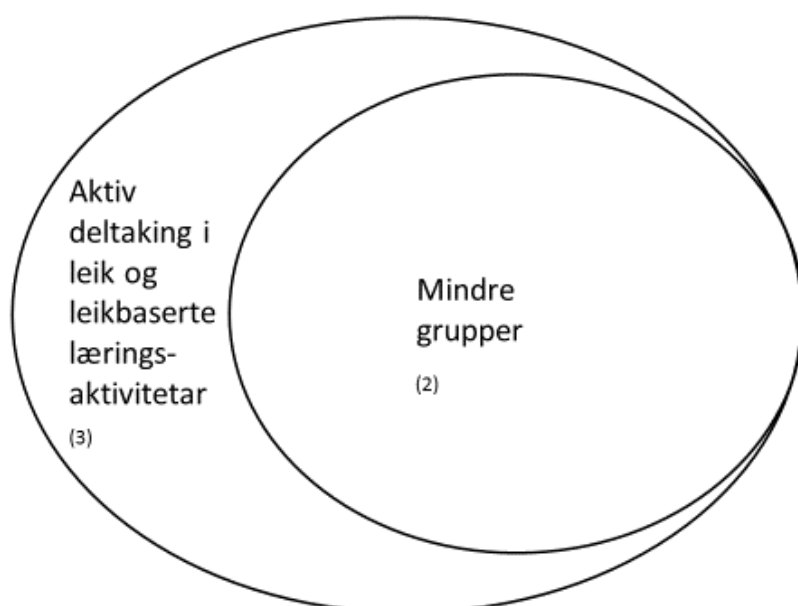 Aktiv
deltaking i
leik og
leikbaserte
lærings-
aktivitetar
(3)
Mindre
grupper
(2)